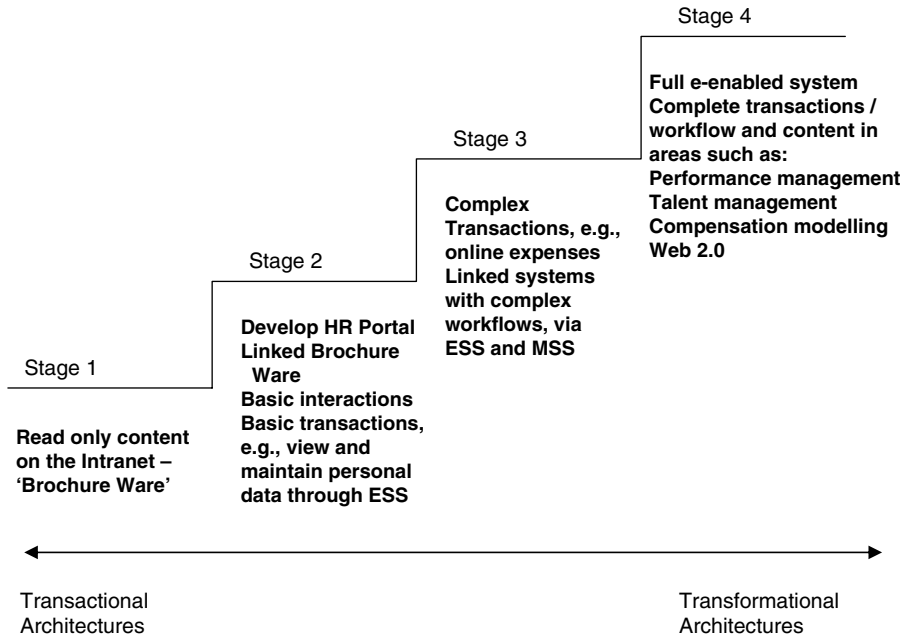 Stage 1
Read only content
on the Intranet –
‘Brochure Ware’
Stage 2
Develop HR Portal
Linked Brochure
Ware
Basic interactions
Basic transactions,
e.g., view and
maintain personal
data through ESS
Stage 3
Complex
Transactions, e.g.,
online expenses
Linked systems
with complex
workflows, via
ESS and MSS
Stage 4
Full e-enabled system
Complete transactions /
workflow and content in
areas such as:
Performance management
Talent management
Compensation modelling
Web 2.0
Transactional
Architectures
Transformational
Architectures